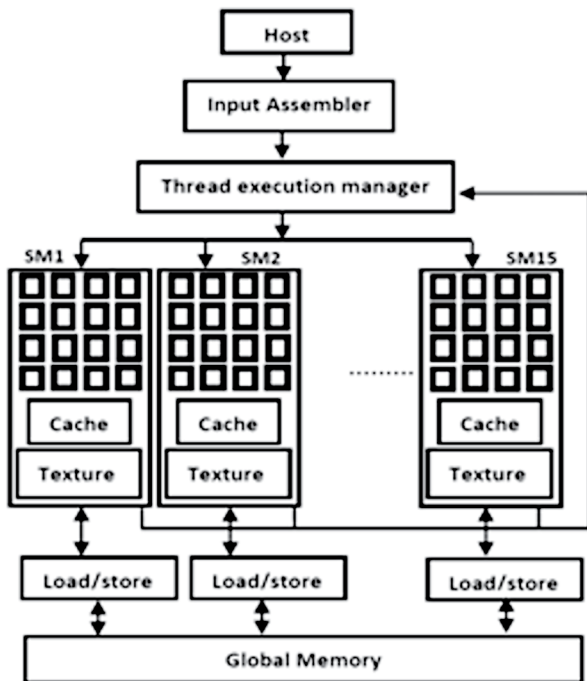 Host
Input Assembler
Thread execution manager
SM1
SM2
SM15
Cache
Cache
Cache
Texture
Texture
Texture
Load/store
Load/store
Load/store
Global Memory